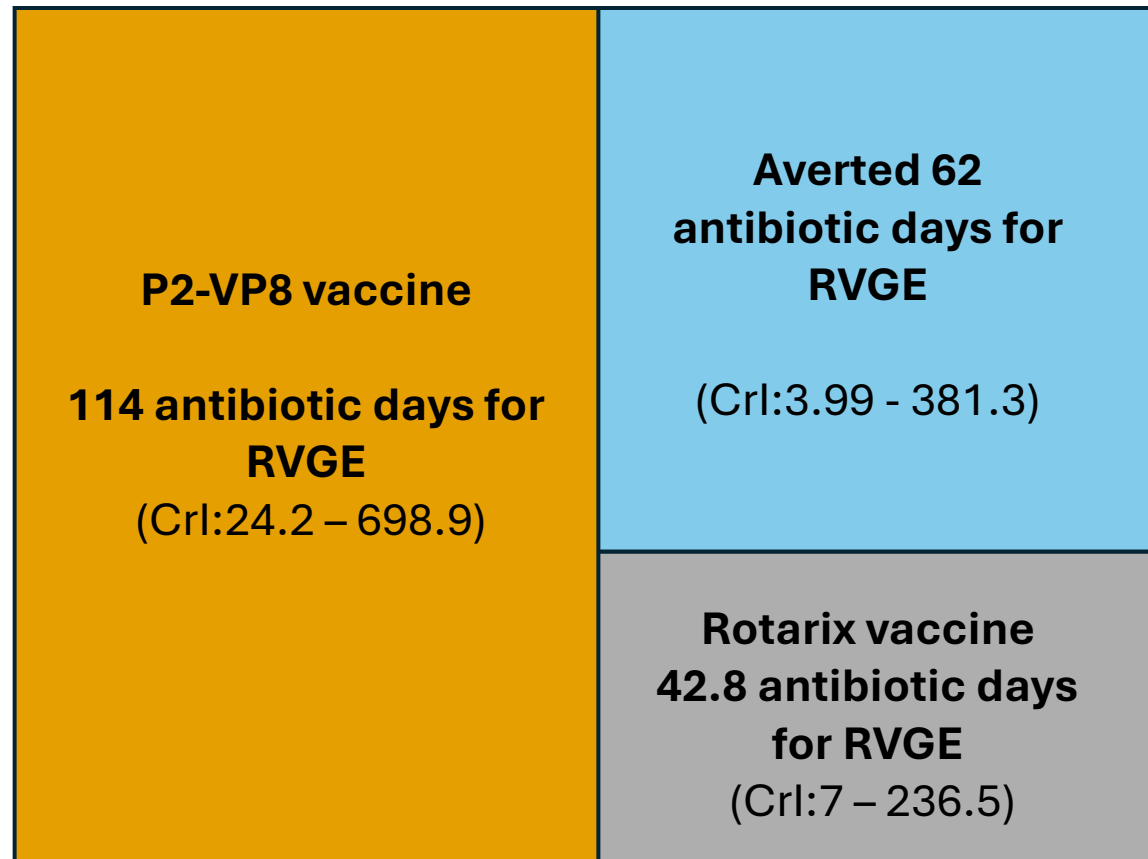 P2-VP8 vaccine
114 antibiotic days for
RVGE
(CrI:24.2 – 698.9)
Averted 62
antibiotic days for
RVGE
(CrI:3.99 - 381.3)
Rotarix vaccine
42.8 antibiotic days
for RVGE
(CrI:7 – 236.5)